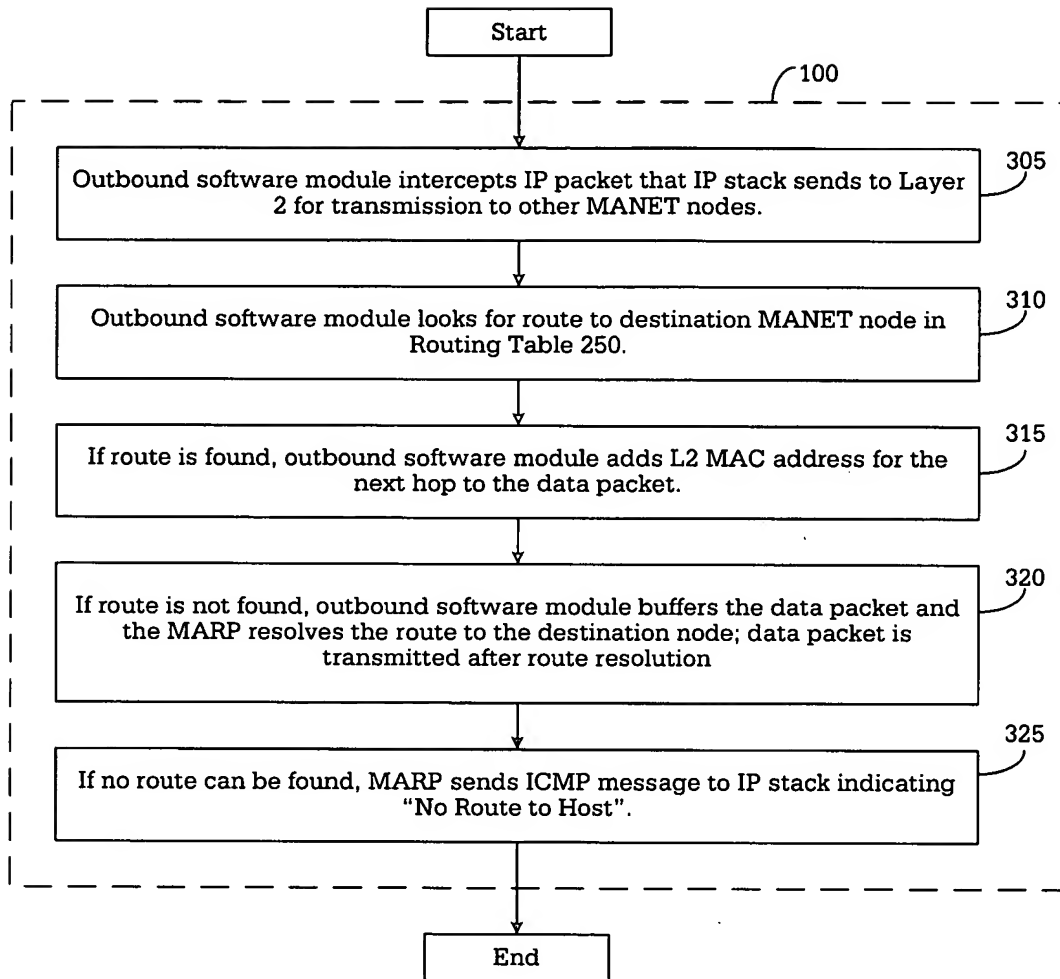 Start
100
305
Outbound software module intercepts IP packet that IP stack sends to Layer
2 for transmission to other MANET nodes.
310
Outbound software module looks for route to destination MANET node in
Routing Table 250.
315
If route is found, outbound software module adds L2 MAC address for the
next hop to the data packet.
320
If route is not found, outbound software module buffers the data packet and
the MARP resolves the route to the destination node; data packet is
transmitted after route resolution
325
If no route can be found, MARP sends ICMP message to IP stack indicating
“No Route to Host”.
End